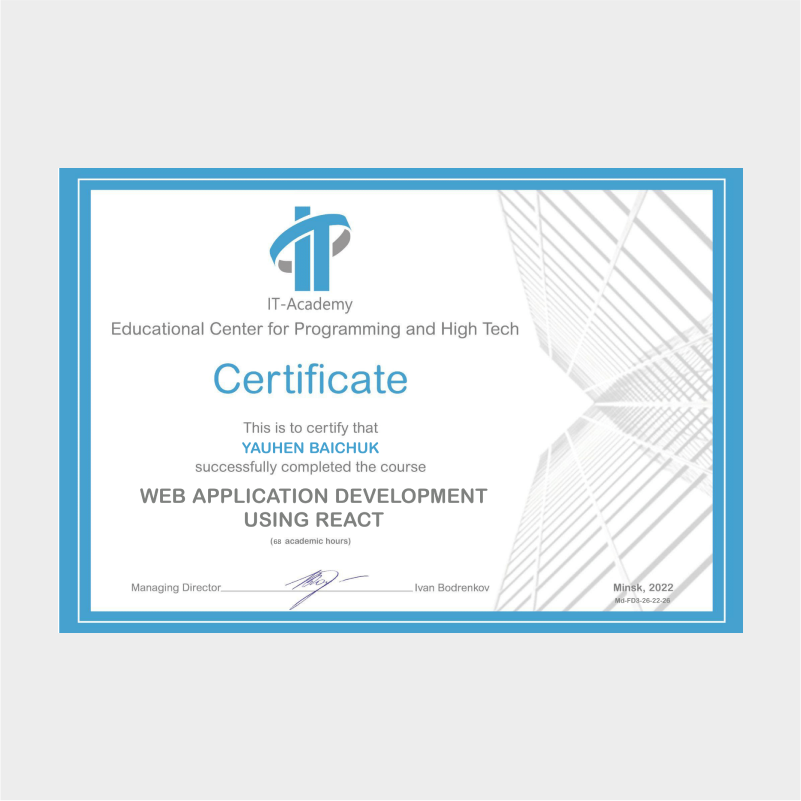 IT
IT-Academy
Educational Center for Programming and High Tech
Certificate
This is to certify that
YAUHEN BAICHUK
successfully completed the course
WEB APPLICATION DEVELOPMENT
USING REACT
(68 academic hours)
Managing Director Ivan Bodrenkov
Minsk, 2022
Md-FD3-26-22-26